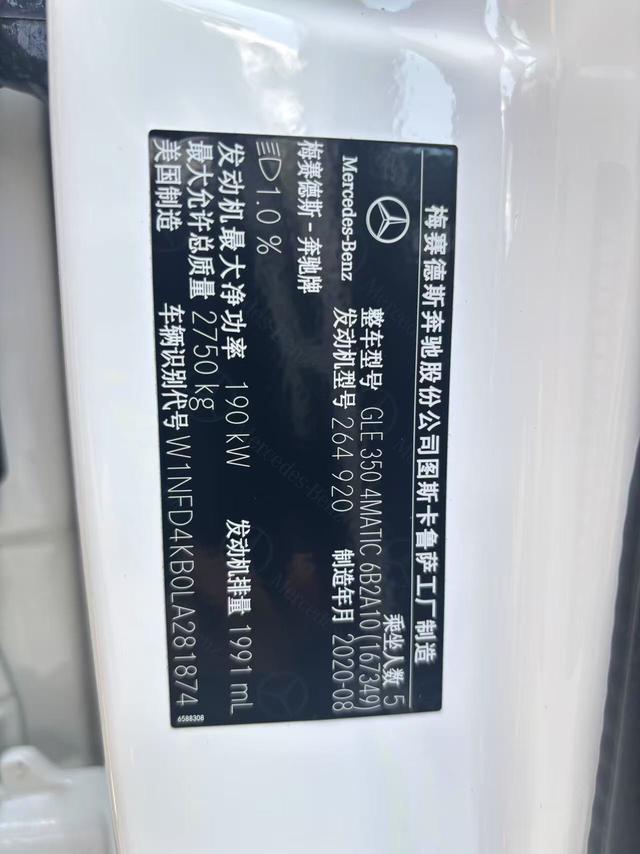 梅赛德斯奔驰股份公司图斯卡鲁萨工厂制造
乘坐人数 5
Mercedes-Benz
整车型号 GLE 350 4MATIC 6B2A10(167349)
发动机型号 264 920 制造年月 2020-08
梅赛德斯-奔驰牌
1.0 %
发动机最大净功率 190 kW 发动机排量 1991 mL
最大允许总质量 2750 kg
美国制造 车辆识别代号 W1NFD4KB0LA281874
6588308